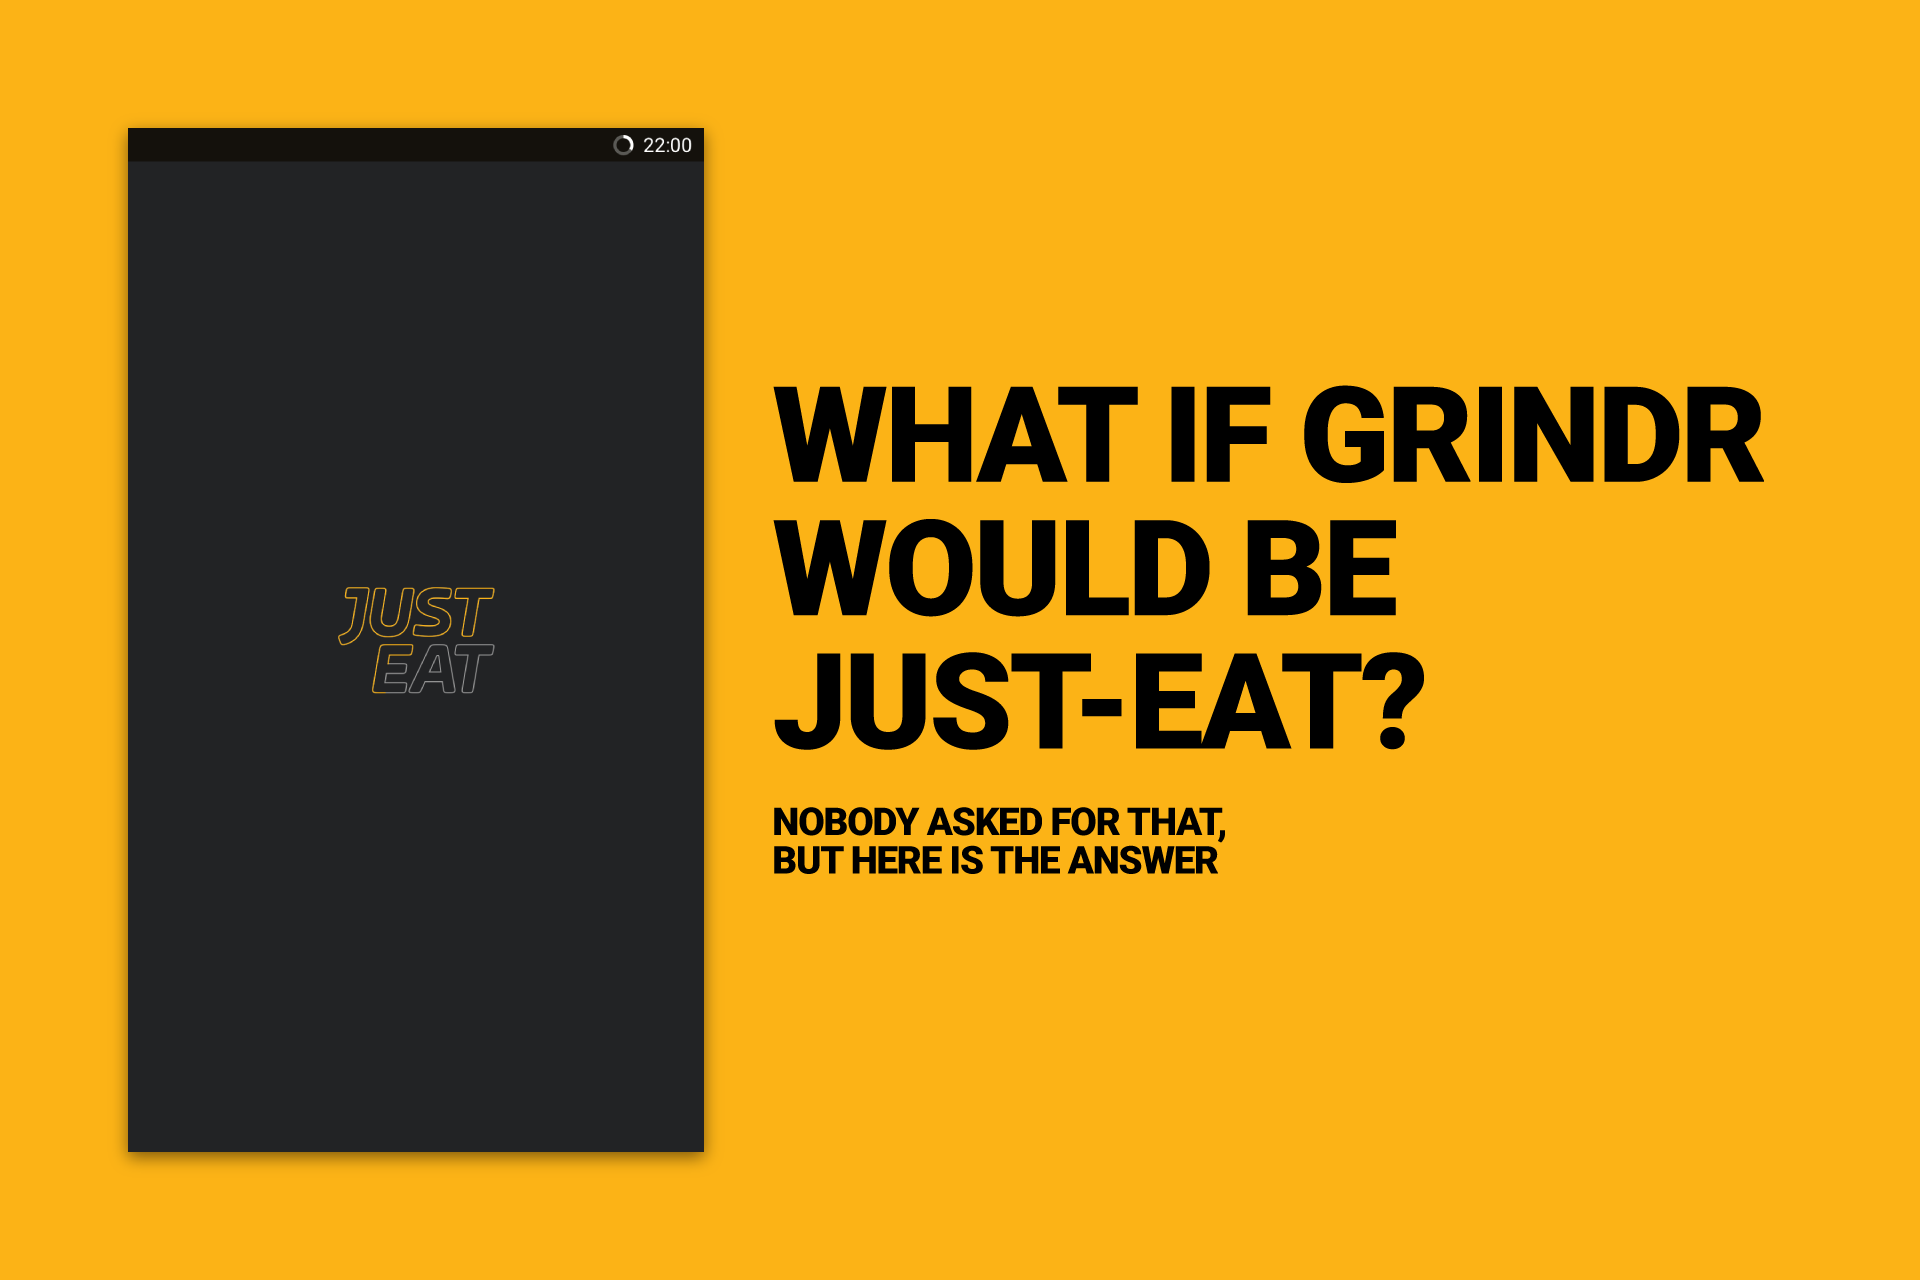 22:00
JUST
EAT
WHAT IF GRINDR
WOULD BE
JUST-EAT?
NOBODY ASKED FOR THAT,
BUT HERE IS THE ANSWER